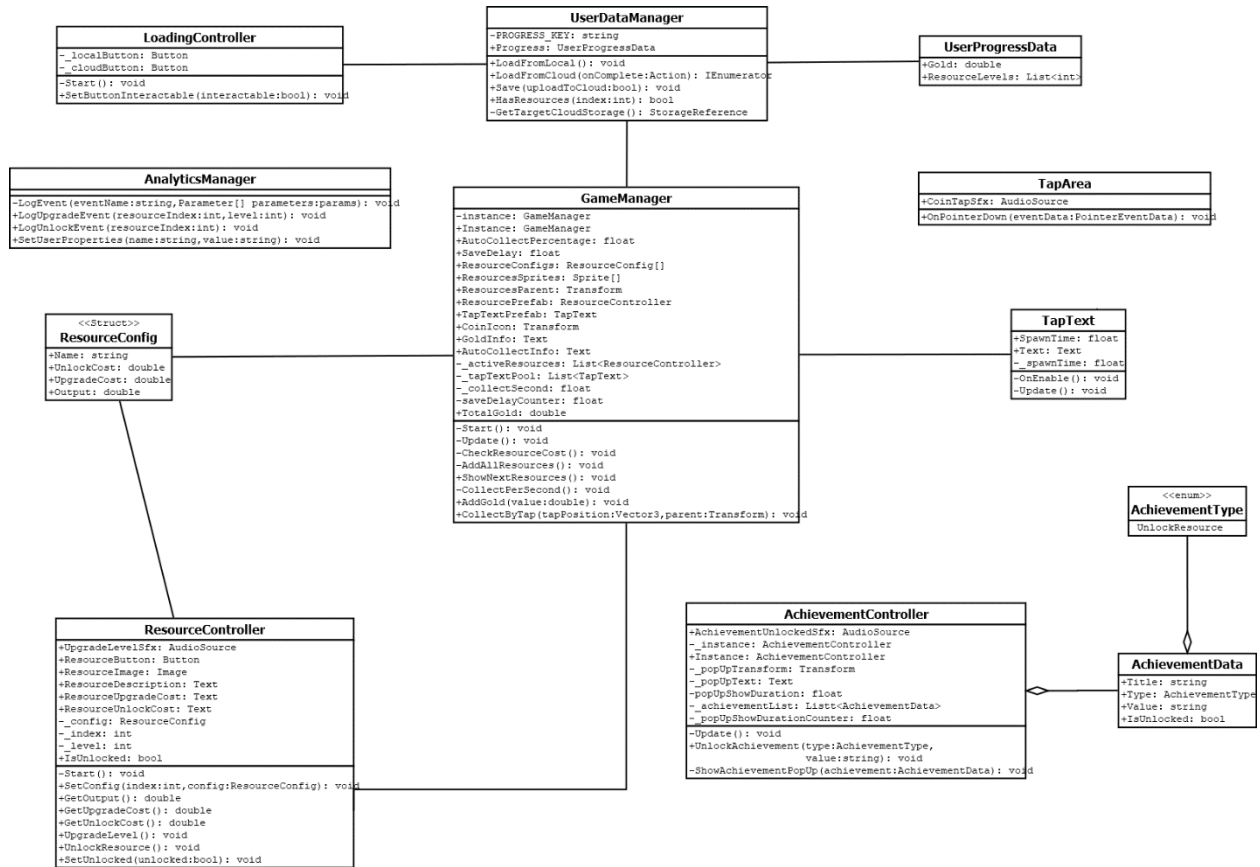 LoadingController
-_localButton: Button
-_cloudButton: Button
-Start(): void
+SetButtonInteractable(interactable:bool): void
UserDataManager
-PROGRESS_KEY: string
+Progress: UserProgressData
+LoadFromLocal(): void
+LoadFromCloud(onComplete:Action): IEnumerator
+Save(uploadToCloud:bool): void
+HasResources(index:int): bool
-GetTargetCloudStorage(): StorageReference
UserProgressData
+Gold: double
+ResourceLevels: List<int>
AnalyticsManager
-LogEvent(eventName:string,Parameter[] parameters:params): void
+LogUpgradeEvent(resourceIndex:int,level:int): void
+LogUnlockEvent(resourceIndex:int): void
+SetUserProperties(name:string,value:string): void
GameManager
-instance: GameManager
+Instance: GameManager
+AutoCollectPercentage: float
+SaveDelay: float
+ResourceConfigs: ResourceConfig[]
+ResourcesSprites: Sprite[]
+ResourcesParent: Transform
+ResourcePrefab: ResourceController
+TapTextPrefab: TapText
+CoinIcon: Transform
+GoldInfo: Text
+AutoCollectInfo: Text
-_activeResources: List<ResourceController>
-_tapTextPool: List<TapText>
-_collectSecond: float
-saveDelayCounter: float
+TotalGold: double
-Start(): void
-Update(): void
-CheckResourceCost(): void
-AddAllResources(): void
+ShowNextResources(): void
-CollectPerSecond(): void
+AddGold(value:double): void
+CollectByTap(tapPosition:Vector3,parent:Transform): void
TapArea
+CoinTapSfx: AudioSource
+OnPointerDown(eventData:PointerEventData): void
<<Struct>>
ResourceConfig
+Name: string
+UnlockCost: double
+UpgradeCost: double
+Output: double
TapText
+SpawnTime: float
+Text: Text
-_spawnTime: float
-OnEnable(): void
-Update(): void
<<enum>>
AchievementType
UnlockResource
ResourceController
+UpgradeLevelSfx: AudioSource
+ResourceButton: Button
+ResourceImage: Image
+ResourceDescription: Text
+ResourceUpgradeCost: Text
+ResourceUnlockCost: Text
-_config: ResourceConfig
-_index: int
-_level: int
+IsUnlocked: bool
-Start(): void
+SetConfig(index:int,config:ResourceConfig): void
+GetOutput(): double
+GetUpgradeCost(): double
+GetUnlockCost(): double
+UpgradeLevel(): void
+UnlockResource(): void
+SetUnlocked(unlocked:bool): void
AchievementController
+AchievementUnlockedSfx: AudioSource
-_instance: AchievementController
+Instance: AchievementController
-_popUpTransform: Transform
-_popUpText: Text
-popUpShowDuration: float
-_achievementList: Listt<AchievementData>
-_popUpShowDurationCounter: float
-Update(): void
+UnlockAchievement(type:AchievementType,
value:string): void
-ShowAchievementPopUp(achievement:AchievementData): void
AchievementData
+Title: string
+Type: AchievementType
+Value: string
+IsUnlocked: bool